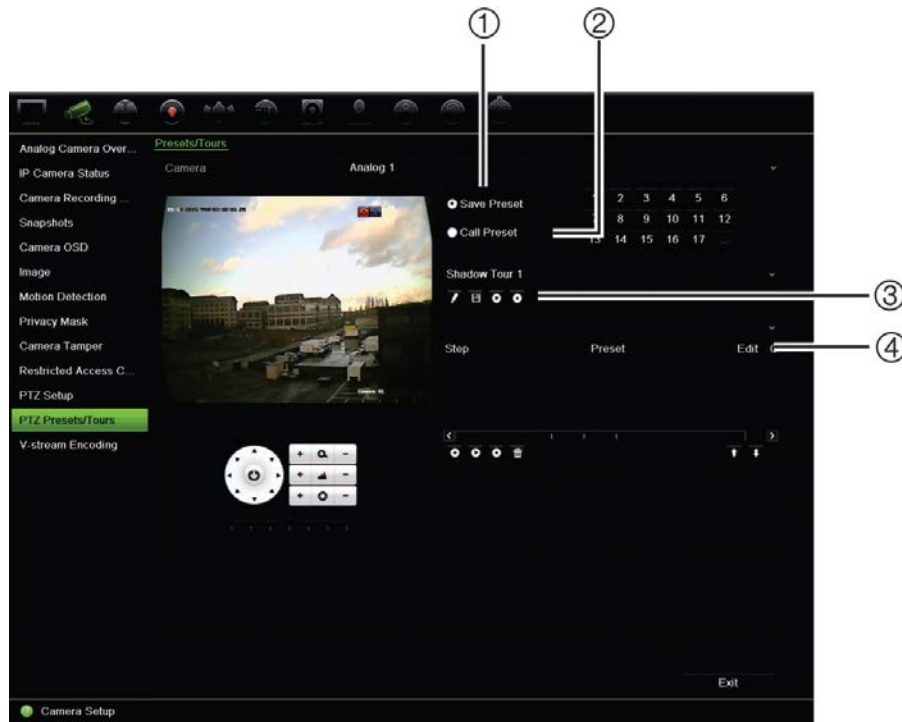 ① ②
Analog Camera Over...
IP Camera Status
Camera Recording ...
Snapshots
Camera OSD
Image
Motion Detection
Privacy Mask
Camera Tamper
Restricted Access C...
PTZ Setup
PTZ Presets/Tours
V-stream Encoding
Presets/Tours
Camera Analog 1
Camera 01
Save Preset
Call Preset
2 3 4 5 6
8 9 10 11 12
13 14 15 16 17 ...
Shadow Tour 1
③
Step Preset Edit
④
Exit
Camera Setup